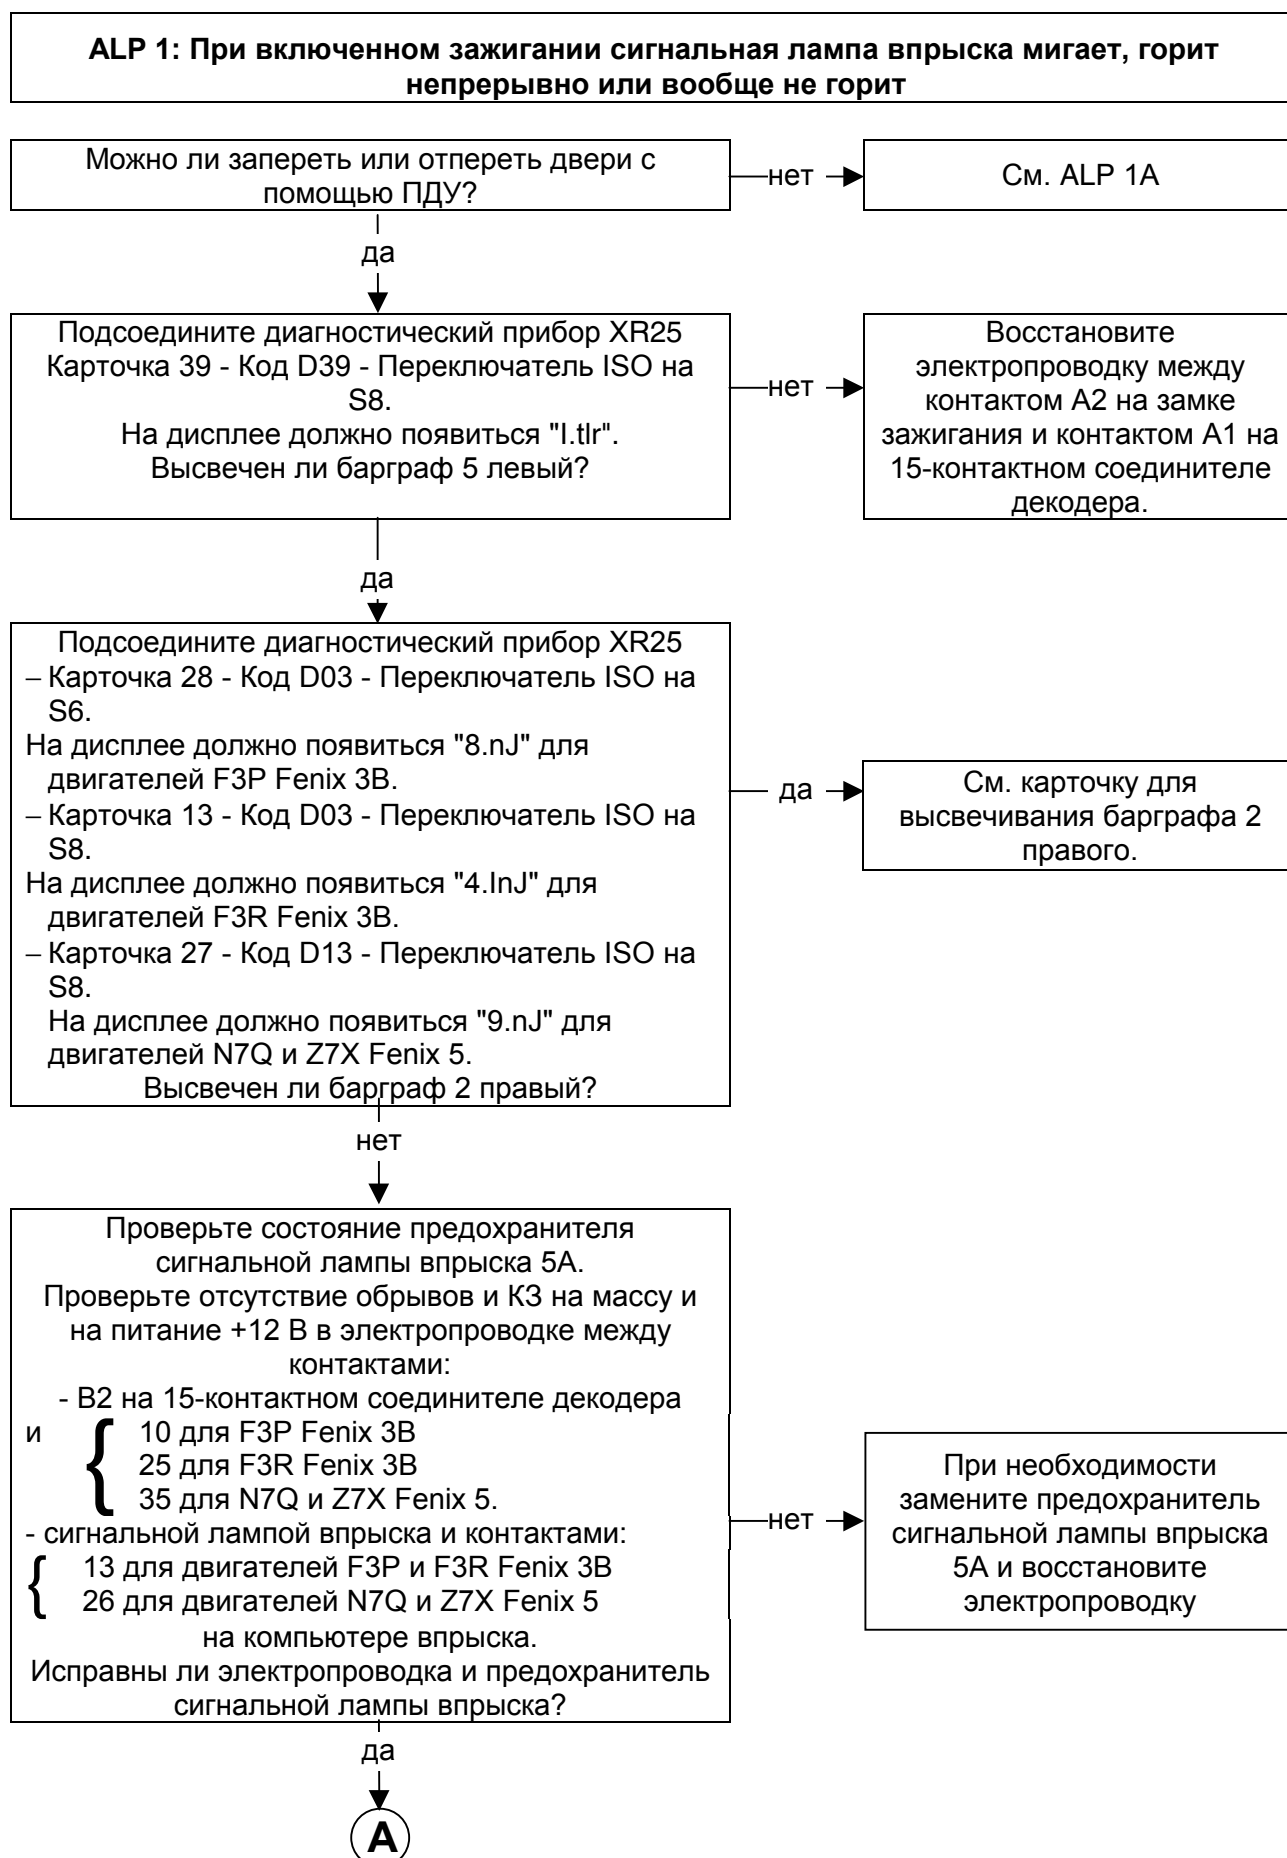 ALP 1: При включенном зажигании сигнальная лампа впрыска мигает, горит
непрерывно или вообще не горит
Можно ли запереть или отпереть двери с
помощью ПДУ?
нет
См. ALP 1A
да
Подсоедините диагностический прибор XR25
Карточка 39 - Код D39 - Переключатель ISO на
S8.
На дисплее должно появиться "I.tlr".
Высвечен ли барграф 5 левый?
нет
Восстановите
электропроводку между
контактом А2 на замке
зажигания и контактом А1 на
15-контактном соединителе
декодера.
да
Подсоедините диагностический прибор XR25
– Карточка 28 - Код D03 - Переключатель ISO на
S6.
На дисплее должно появиться "8.nJ" для
двигателей F3P Fenix 3B.
– Карточка 13 - Код D03 - Переключатель ISO на
S8.
На дисплее должно появиться "4.InJ" для
двигателей F3R Fenix 3B.
– Карточка 27 - Код D13 - Переключатель ISO на
S8.
На дисплее должно появиться "9.nJ" для
двигателей N7Q и Z7X Fenix 5.
Высвечен ли барграф 2 правый?
да
См. карточку для
высвечивания барграфа 2
правого.
нет
Проверьте состояние предохранителя
сигнальной лампы впрыска 5А.
Проверьте отсутствие обрывов и КЗ на массу и
на питание +12 В в электропроводке между
контактами:
- В2 на 15-контактном соединителе декодера
и { 10 для F3P Fenix 3B
25 для F3R Fenix 3B
35 для N7Q и Z7X Fenix 5.
- сигнальной лампой впрыска и контактами:
{ 13 для двигателей F3P и F3R Fenix 3B
26 для двигателей N7Q и Z7X Fenix 5
на компьютере впрыска.
Исправны ли электропроводка и предохранитель
сигнальной лампы впрыска?
нет
При необходимости
замените предохранитель
сигнальной лампы впрыска
5А и восстановите
электропроводку
да
А